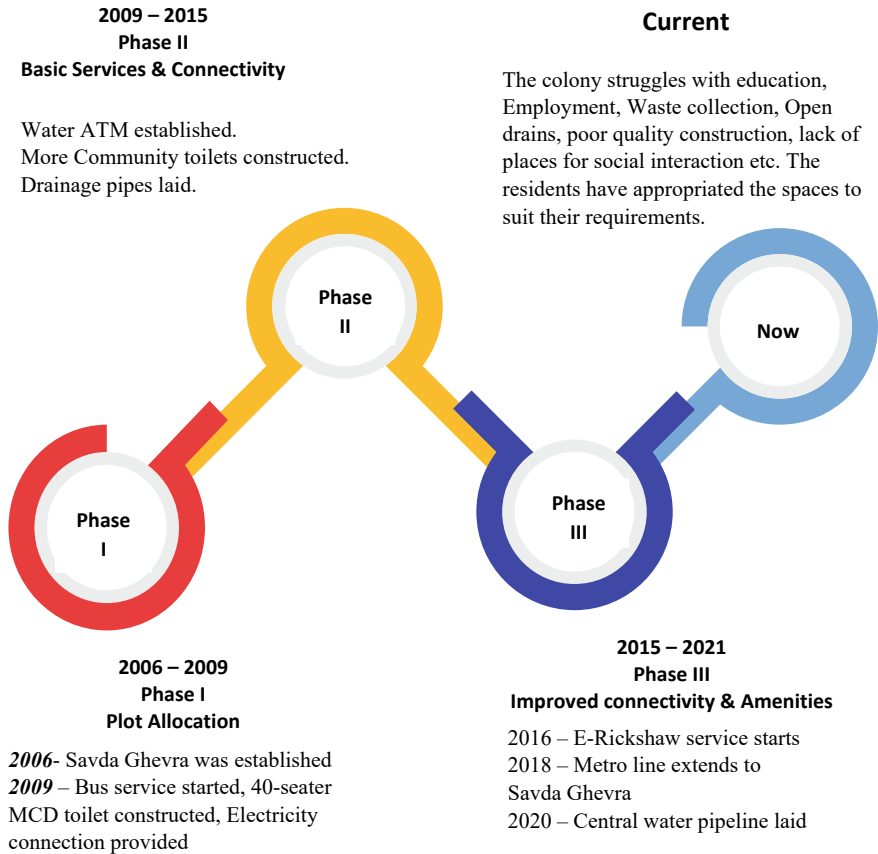 2009 – 2015
Phase II
Basic Services & Connectivity
Water ATM established.
More Community toilets constructed.
Drainage pipes laid.
Current
The colony struggles with education,
Employment, Waste collection, Open
drains, poor quality construction, lack of
places for social interaction etc. The
residents have appropriated the spaces to
suit their requirements.
Phase
II
Now
Phase
I
Phase
III
2006 – 2009
Phase I
Plot Allocation
2006- Savda Ghevra was established
2009 – Bus service started, 40-seater
MCD toilet constructed, Electricity
connection provided
2015 – 2021
Phase III
Improved connectivity & Amenities
2016 – E-Rickshaw service starts
2018 – Metro line extends to
Savda Ghevra
2020 – Central water pipeline laid